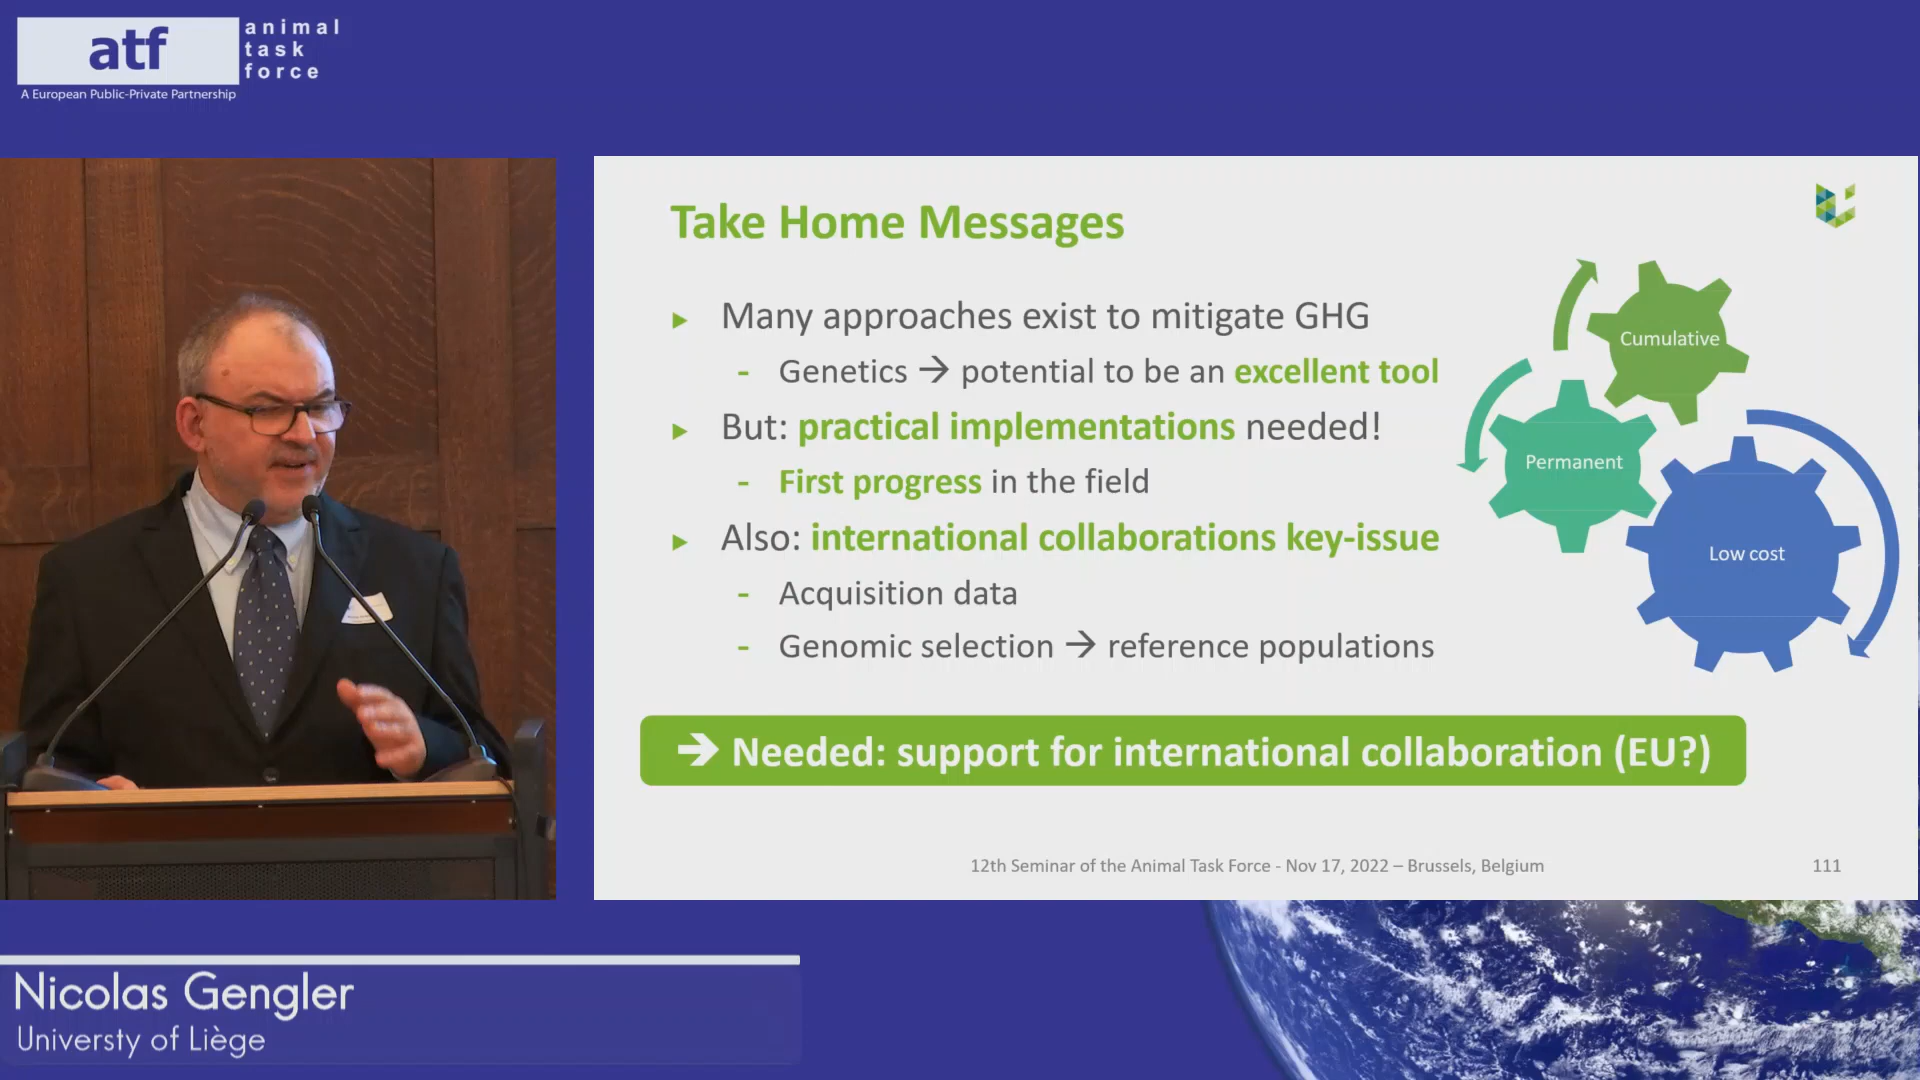 atf
animal
task
force
A European Public-Private Partnership
Take Home Messages
Many approaches exist to mitigate GHG
- Genetics → potential to be an excellent tool
But: practical implementations needed!
- First progress in the field
Also: international collaborations key-issue
- Acquisition data
- Genomic selection → reference populations
Cumulative
Permanent
Low cost
→ Needed: support for international collaboration (EU?)
12th Seminar of the Animal Task Force - Nov 17, 2022 – Brussels, Belgium
111
Nicolas Gengler
Universty of Liège